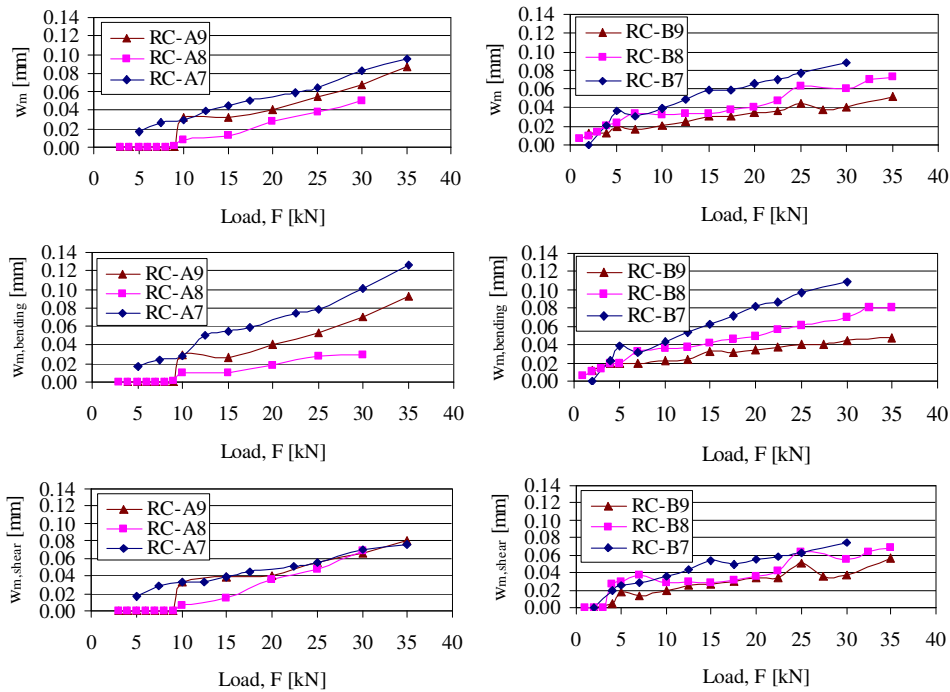 wm [mm]
0.14
0.12
0.10
0.08
0.06
0.04
0.02
0.00
RC-A9
RC-A8
RC-A7
0 5 10 15 20 25 30 35 40
Load, F [kN]
wm [mm]
0.14
0.12
0.10
0.08
0.06
0.04
0.02
0.00
RC-B9
RC-B8
RC-B7
0 5 10 15 20 25 30 35 40
Load, F [kN]
wm,bending [mm]
0.14
0.12
0.10
0.08
0.06
0.04
0.02
0.00
RC-A9
RC-A8
RC-A7
0 5 10 15 20 25 30 35 40
Load, F [kN]
wm,bending [mm]
0.14
0.12
0.10
0.08
0.06
0.04
0.02
0.00
RC-B9
RC-B8
RC-B7
0 5 10 15 20 25 30 35 40
Load, F [kN]
wm,shear [mm]
0.14
0.12
0.10
0.08
0.06
0.04
0.02
0.00
RC-A9
RC-A8
RC-A7
0 5 10 15 20 25 30 35 40
Load, F [kN]
wm,shear [mm]
0.14
0.12
0.10
0.08
0.06
0.04
0.02
0.00
RC-B9
RC-B8
RC-B7
0 5 10 15 20 25 30 35 40
Load, F [kN]